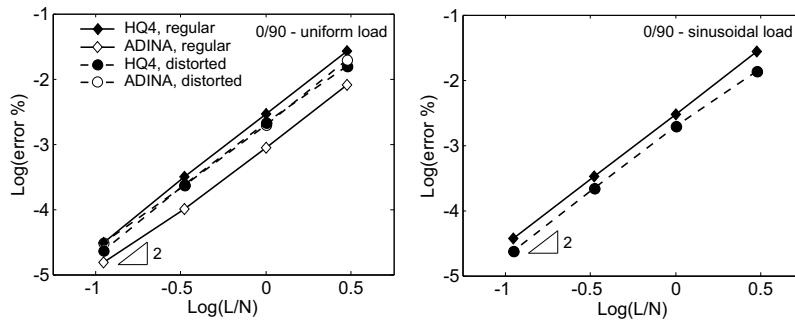 HQ4, regular
ADINA, regular
HQ4, distorted
ADINA, distorted
0/90 - uniform load
Log(error %)
-1
-2
-3
-4
-5
2
-1
-0.5
0
0.5
Log(L/N)
0/90 - sinusoidal load
Log(error %)
-1
-2
-3
-4
-5
2
-1
-0.5
0
0.5
Log(L/N)